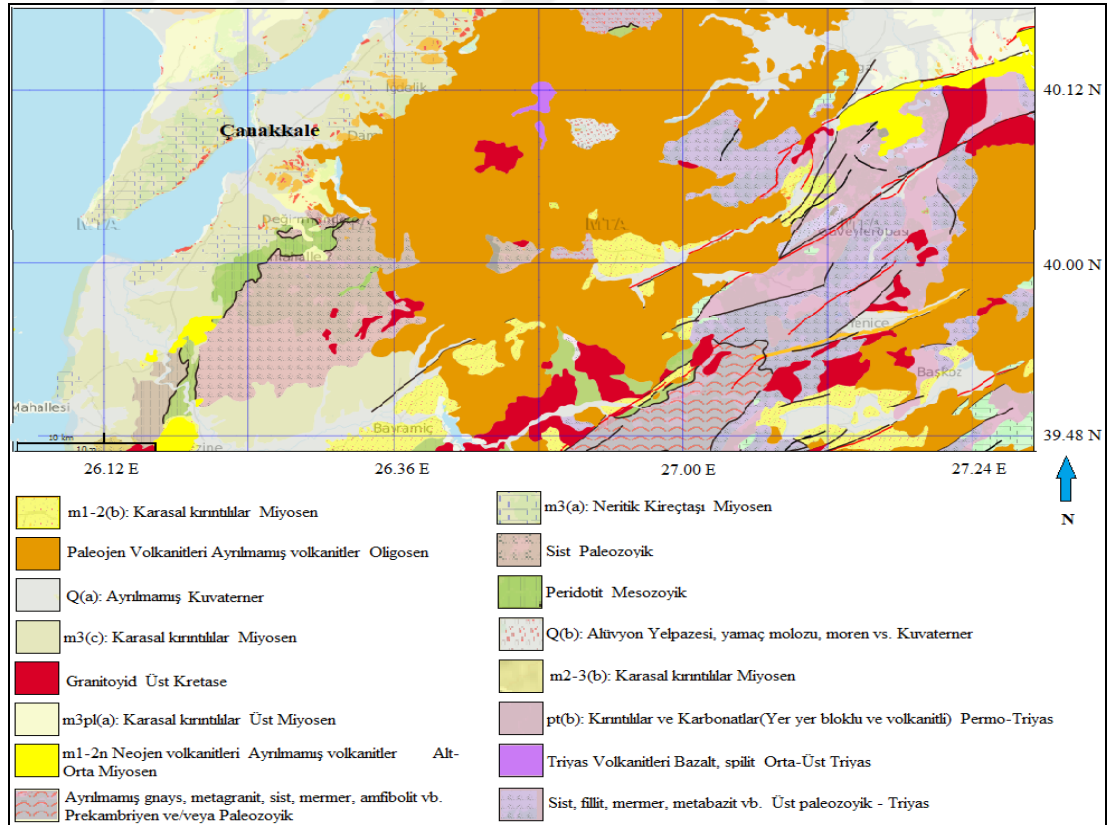 Çanakkale
40.12 N
MTA
MTA
40.00 N
Mahalle
Yenice
Başkoz
Mahallesi
Bayramiç
39.48 N
10 km
26.12 E
26.36 E
27.00 E
27.24 E
N
m1-2(b): Karasal kırıntılılar Miyosen
Paleojen Volkanitleri Ayrılmamış volkanitler Oligosen
Q(a): Ayrılmamış Kuvaterner
m3(c): Karasal kırıntılılar Miyosen
Granitoyid Üst Kretase
m3pl(a): Karasal kırıntılılar Üst Miyosen
m1-2n Neojen volkanitleri Ayrılmamış volkanitler Alt-
Orta Miyosen
Ayrılmamış gnays, metagranit, sist, mermer, amfibolit vb.
Prekambriyen ve/veya Paleozoyik
m3(a): Neritik Kireçtaşı Miyosen
Sist Paleozoyik
Peridotit Mesozoyik
Q(b): Alüvyon Yelpazesi, yamaç molozu, moren vs. Kuvaterner
m2-3(b): Karasal kırıntılılar Miyosen
pt(b): Kırıntılılar ve Karbonatlar(Yer yer bloklu ve volkanitli) Permo-Triyas
Triyas Volkanitleri Bazalt, spilit Orta-Üst Triyas
Sist, fillit, mermer, metabazit vb. Üst paleozoyik - Triyas